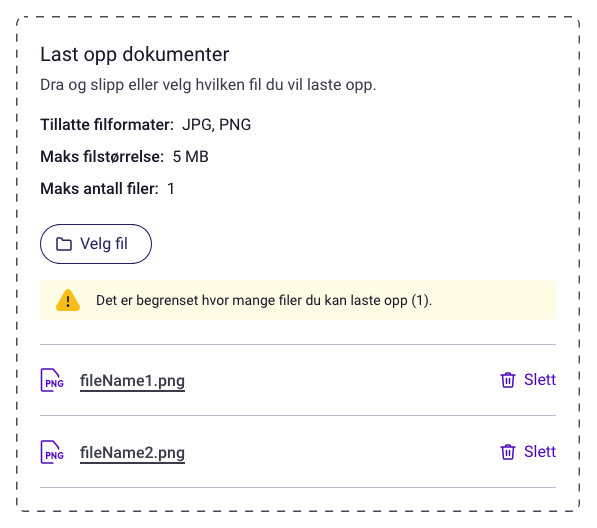 Last opp dokumenter
Dra og slipp eller velg hvilken fil du vil laste opp.
Tillatte filformater: JPG, PNG
Maks filstørrelse: 5 MB
Maks antall filer: 1
Velg fil
Det er begrenset hvor mange filer du kan laste opp (1).
PNG fileName1.png Slett
PNG fileName2.png Slett